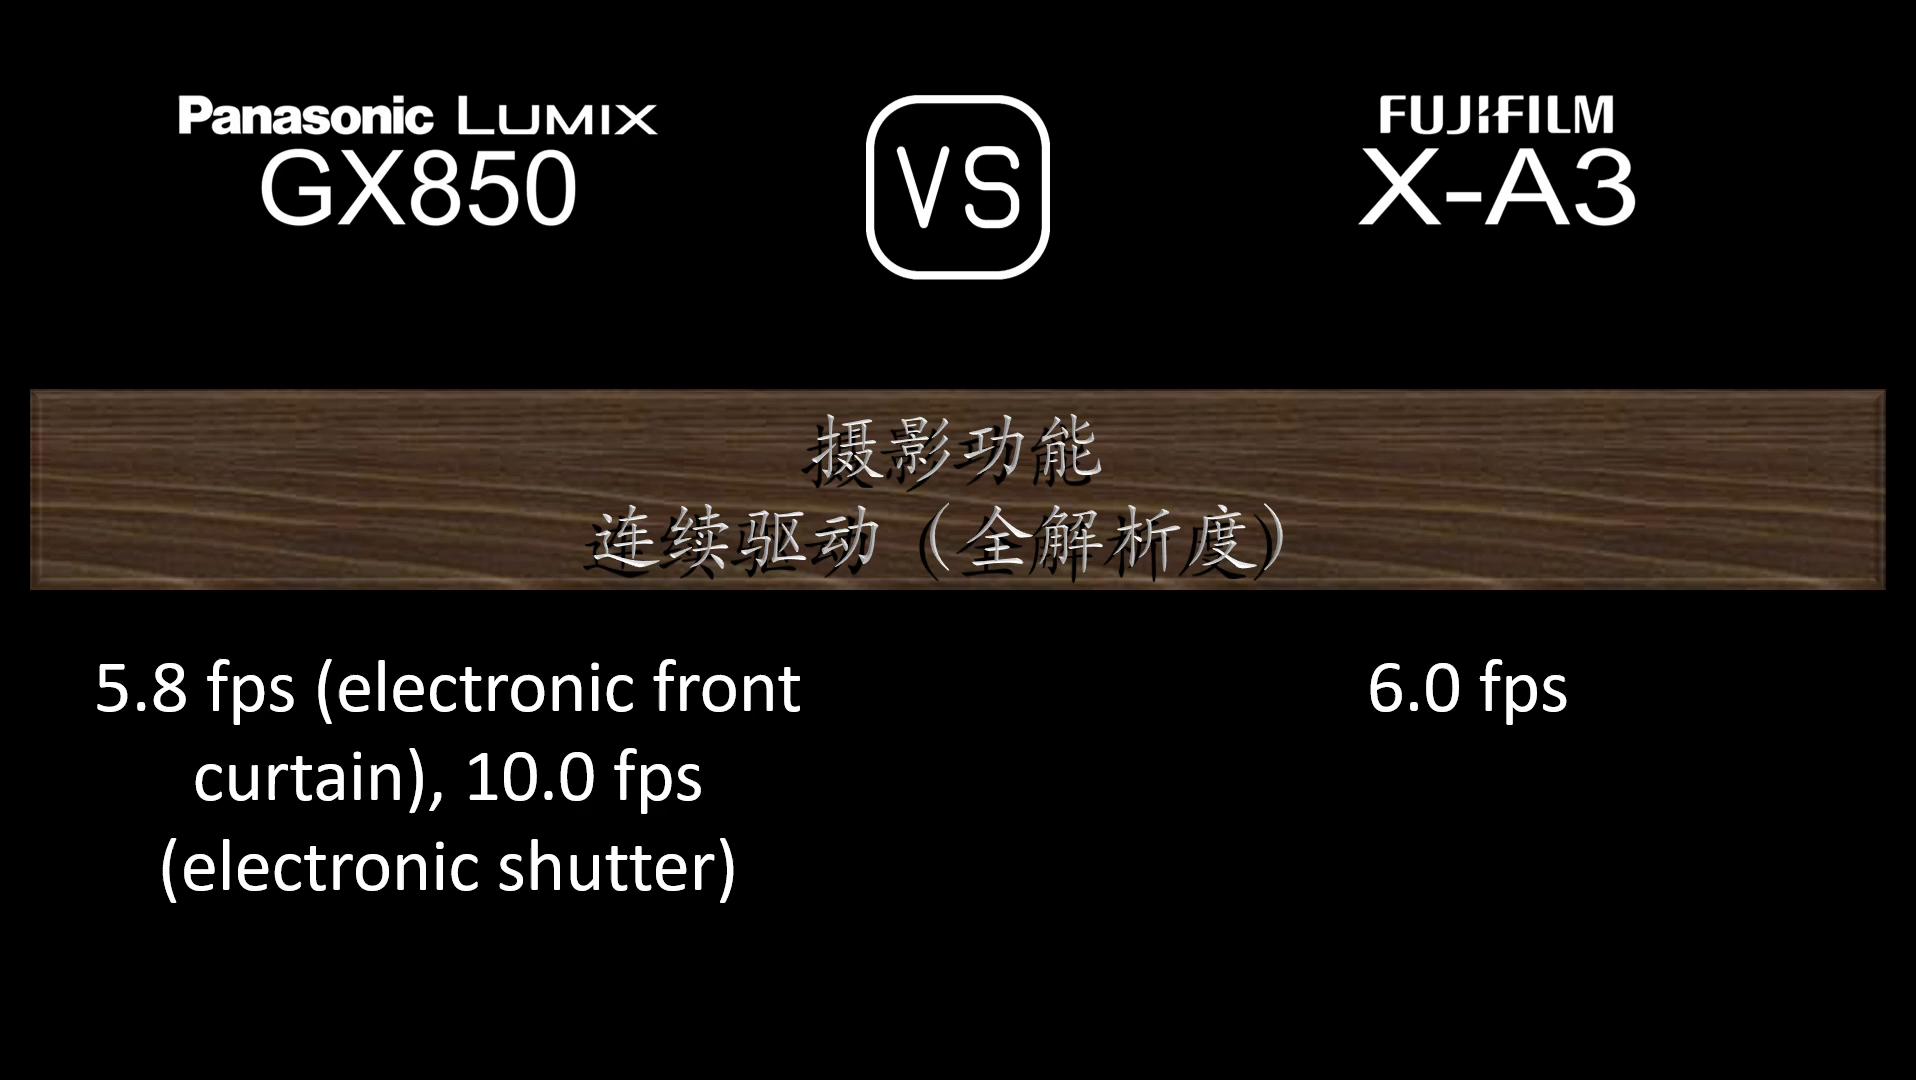 Panasonic LUMIX
GX850
VS
FUJIFILM
X-A3
摄影功能
连续驱动（全解析度）
5.8 fps (electronic front
curtain), 10.0 fps
(electronic shutter)
6.0 fps